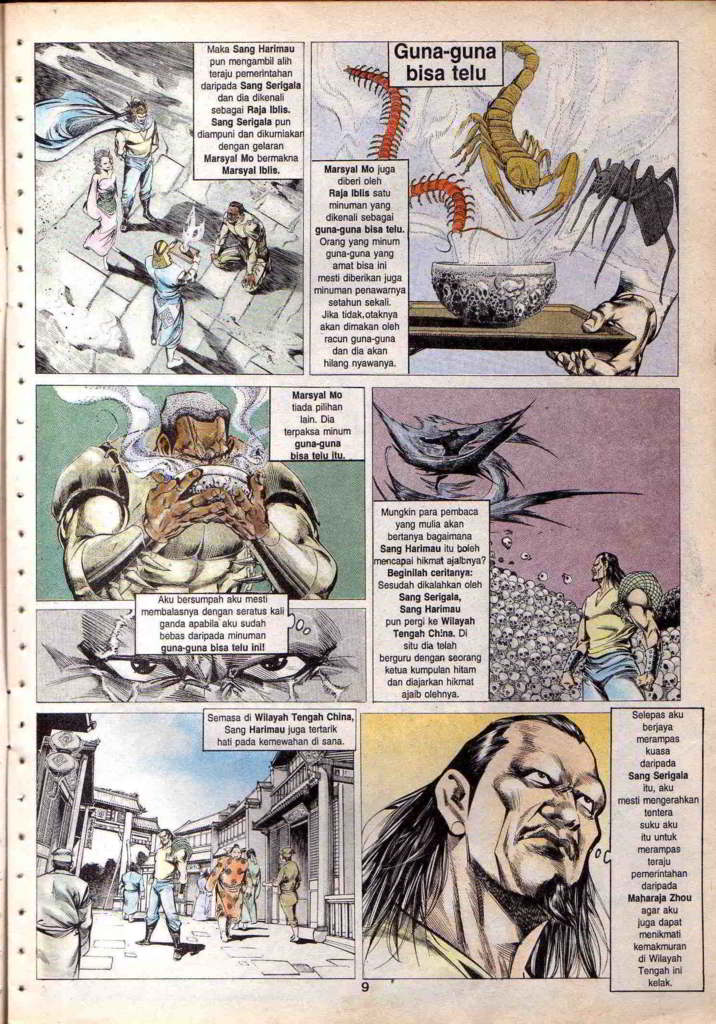 Maka Sang Harimau
pun mengambil alih
teraju pemerintahan
daripada Sang Serigala
dan dia dikenali
sebagai Raja Iblis.
Sang Serigala pun
diampuni dan dikurniakan
dengan gelaran
Marsyal Mo bermakna
Marsyal Iblis.
Guna-guna
bisa telu
Marsyal Mo juga
diberi oleh
Raja Iblis satu
minuman yang
dikenali sebagai
guna-guna bisa telu.
Orang yang minum
guna-guna yang
amat bisa ini
mesti diberikan juga
minuman penawarnya
setahun sekali.
Jika tidak,otaknya
akan dimakan oleh
racun guna-guna
dan dia akan
hilang nyawanya.
Marsyal Mo
tiada pilihan
lain. Dia
terpaksa minum
guna-guna
bisa telu itu.
Aku bersumpah aku mesti
membalasnya dengan seratus kali
ganda apabila aku sudah
bebas daripada minuman
guna-guna bisa telu ini!
Mungkin para pembaca
yang mulia akan
bertanya bagaimana
Sang Harimau itu boleh
mencapai hikmat ajaibnya?
Beginilah ceritanya:
Sesudah dikalahkan oleh
Sang Serigala,
Sang Harimau
pun pergi ke Wilayah
Tengah China. Di
situ dia telah
berguru dengan seorang
ketua kumpulan hitam
dan diajarkan hikmat
ajaib olehnya.
Semasa di Wilayah Tengah China,
Sang Harimau juga tertarik
hati pada kemewahan di sana.
Selepas aku
berjaya
merampas
kuasa
daripada
Sang Serigala
itu, aku
mesti mengerahkan
tentera
suku aku
itu untuk
merampas
teraju
pemerintahan
daripada
Maharaja Zhou
agar aku
juga dapat
menikmati
kemakmuran
di Wilayah
Tengah ini
kelak.
9